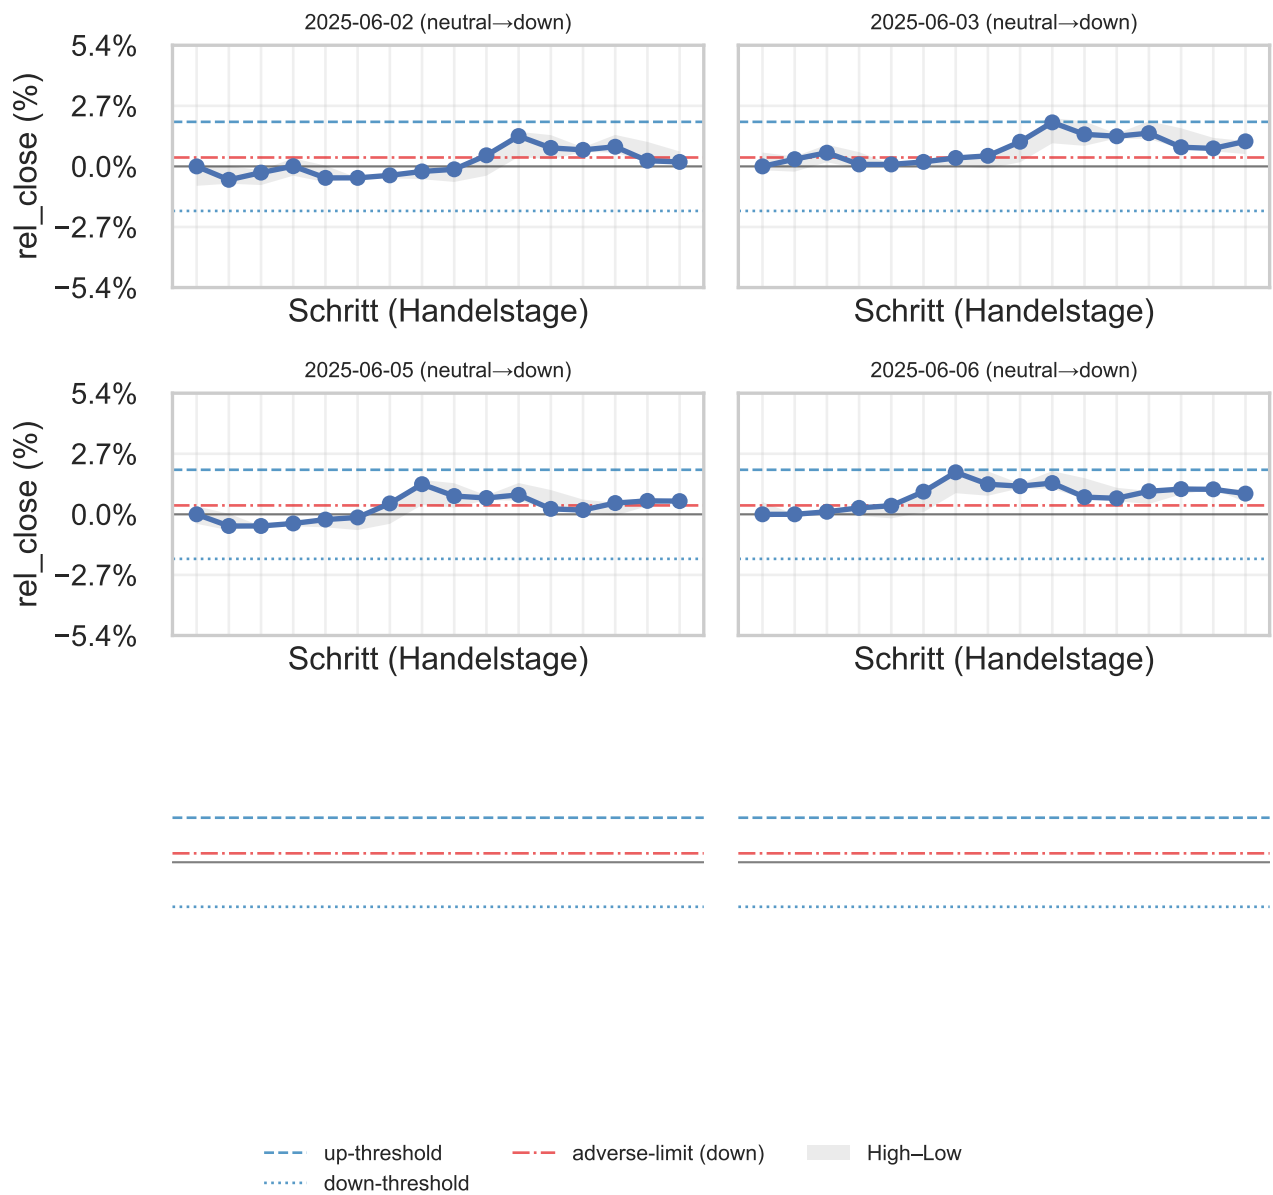 2025-06-02 (neutral→down)
2025-06-03 (neutral→down)
5.4%
2.7%
0.0%
−2.7%
−5.4%
rel_close (%)
Schritt (Handelstage)
Schritt (Handelstage)
2025-06-05 (neutral→down)
2025-06-06 (neutral→down)
5.4%
2.7%
0.0%
−2.7%
−5.4%
rel_close (%)
Schritt (Handelstage)
Schritt (Handelstage)
up-threshold
down-threshold
adverse-limit (down)
High–Low